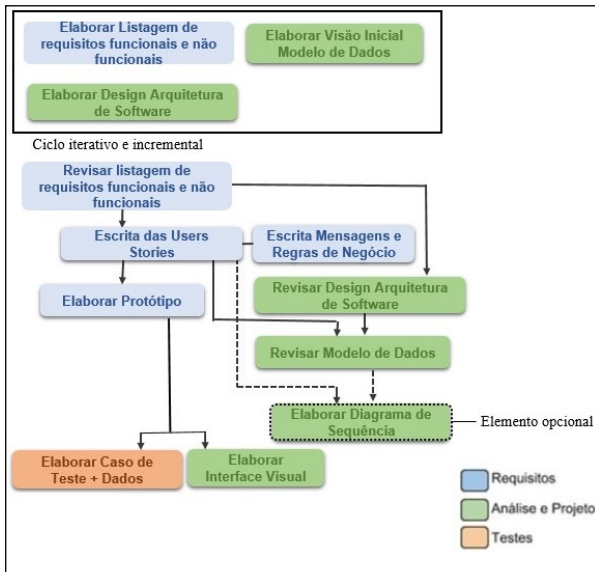 Elaborar Listagem de
requisitos funcionais e não
funcionais
Elaborar Visão Inicial
Modelo de Dados
Elaborar Design Arquitetura
de Software
Ciclo iterativo e incremental
Revisar listagem de
requisitos funcionais e não
funcionais
Escrita das Users
Stories
Escrita Mensagens e
Regras de Negócio
Elaborar Protótipo
Revisar Design Arquitetura
de Software
Revisar Modelo de Dados
Elaborar Diagrama de
Sequência
Elemento opcional
Elaborar Caso de
Teste + Dados
Elaborar
Interface Visual
Requisitos
Análise e Projeto
Testes